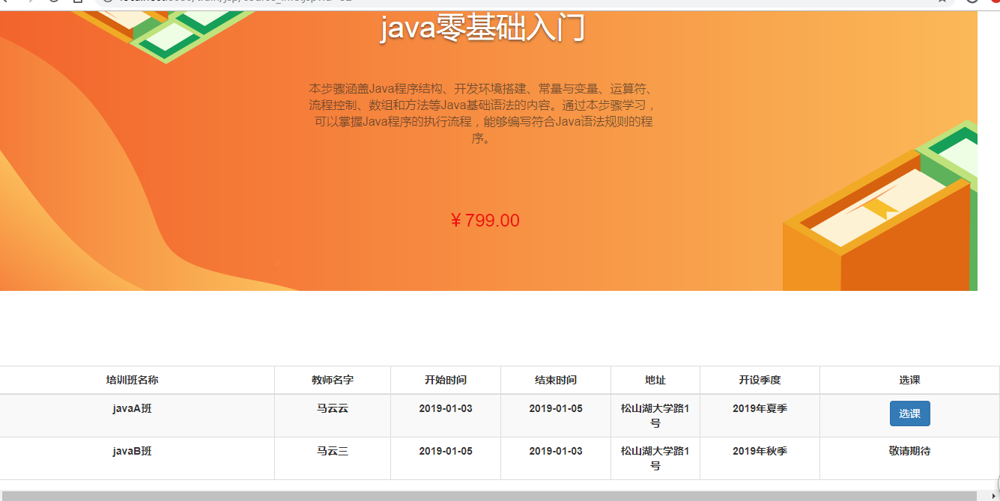 java零基础入门
本步骤涵盖Java程序结构、开发环境搭建、常量与变量、运算符、
流程控制、数组和方法等Java基础语法的内容。通过本步骤学习，
可以掌握Java程序的执行流程，能够编写符合Java语法规则的程
序。
￥799.00
培训班名称 教师名字 开始时间 结束时间 地址 开设季度 选课
javaA班 马云云 2019-01-03 2019-01-05 松山湖大学路1 2019年夏季 选课
号
javaB班 马云三 2019-01-05 2019-01-03 松山湖大学路1 2019年秋季 敬请期待
号